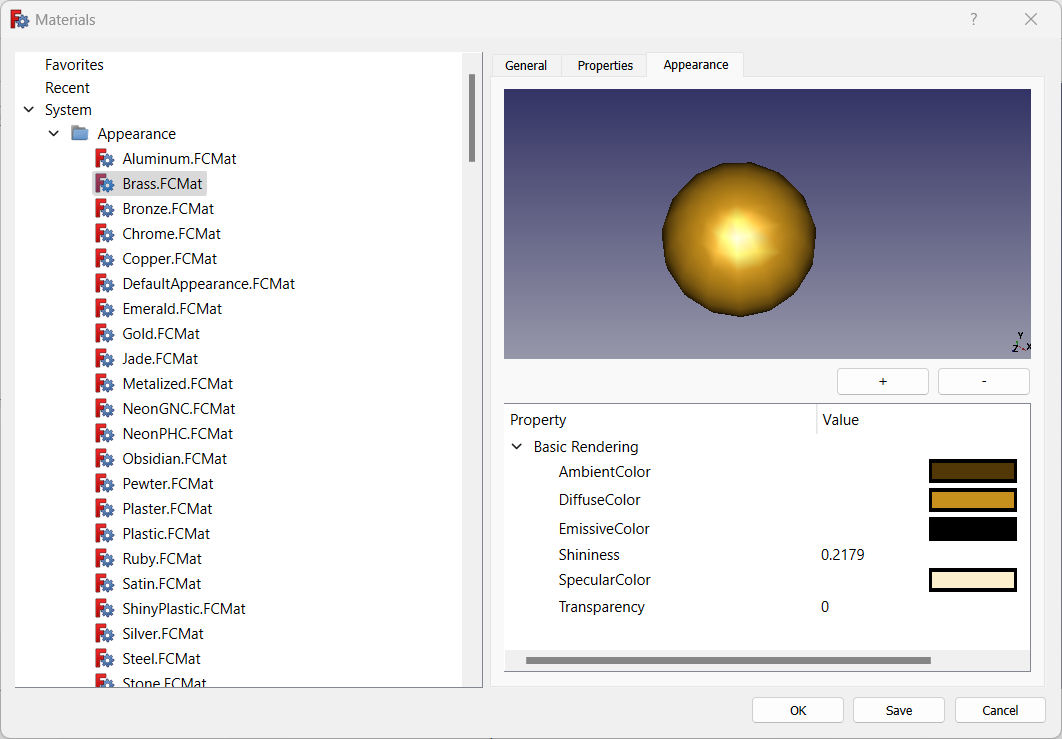 Materials
?
Favorites
Recent
System
Appearance
Aluminum.FCMat
Brass.FCMat
Bronze.FCMat
Chrome.FCMat
Copper.FCMat
DefaultAppearance.FCMat
Emerald.FCMat
Gold.FCMat
Jade.FCMat
Metalized.FCMat
NeonGNC.FCMat
NeonPHC.FCMat
Obsidian.FCMat
Pewter.FCMat
Plaster.FCMat
Plastic.FCMat
Ruby.FCMat
Satin.FCMat
ShinyPlastic.FCMat
Silver.FCMat
Steel.FCMat
Stone.FCMat
General Properties Appearance
Y
Z X
+ -
Property Value
Basic Rendering
AmbientColor
DiffuseColor
EmissiveColor
Shininess 0.2179
SpecularColor
Transparency 0
OK Save Cancel